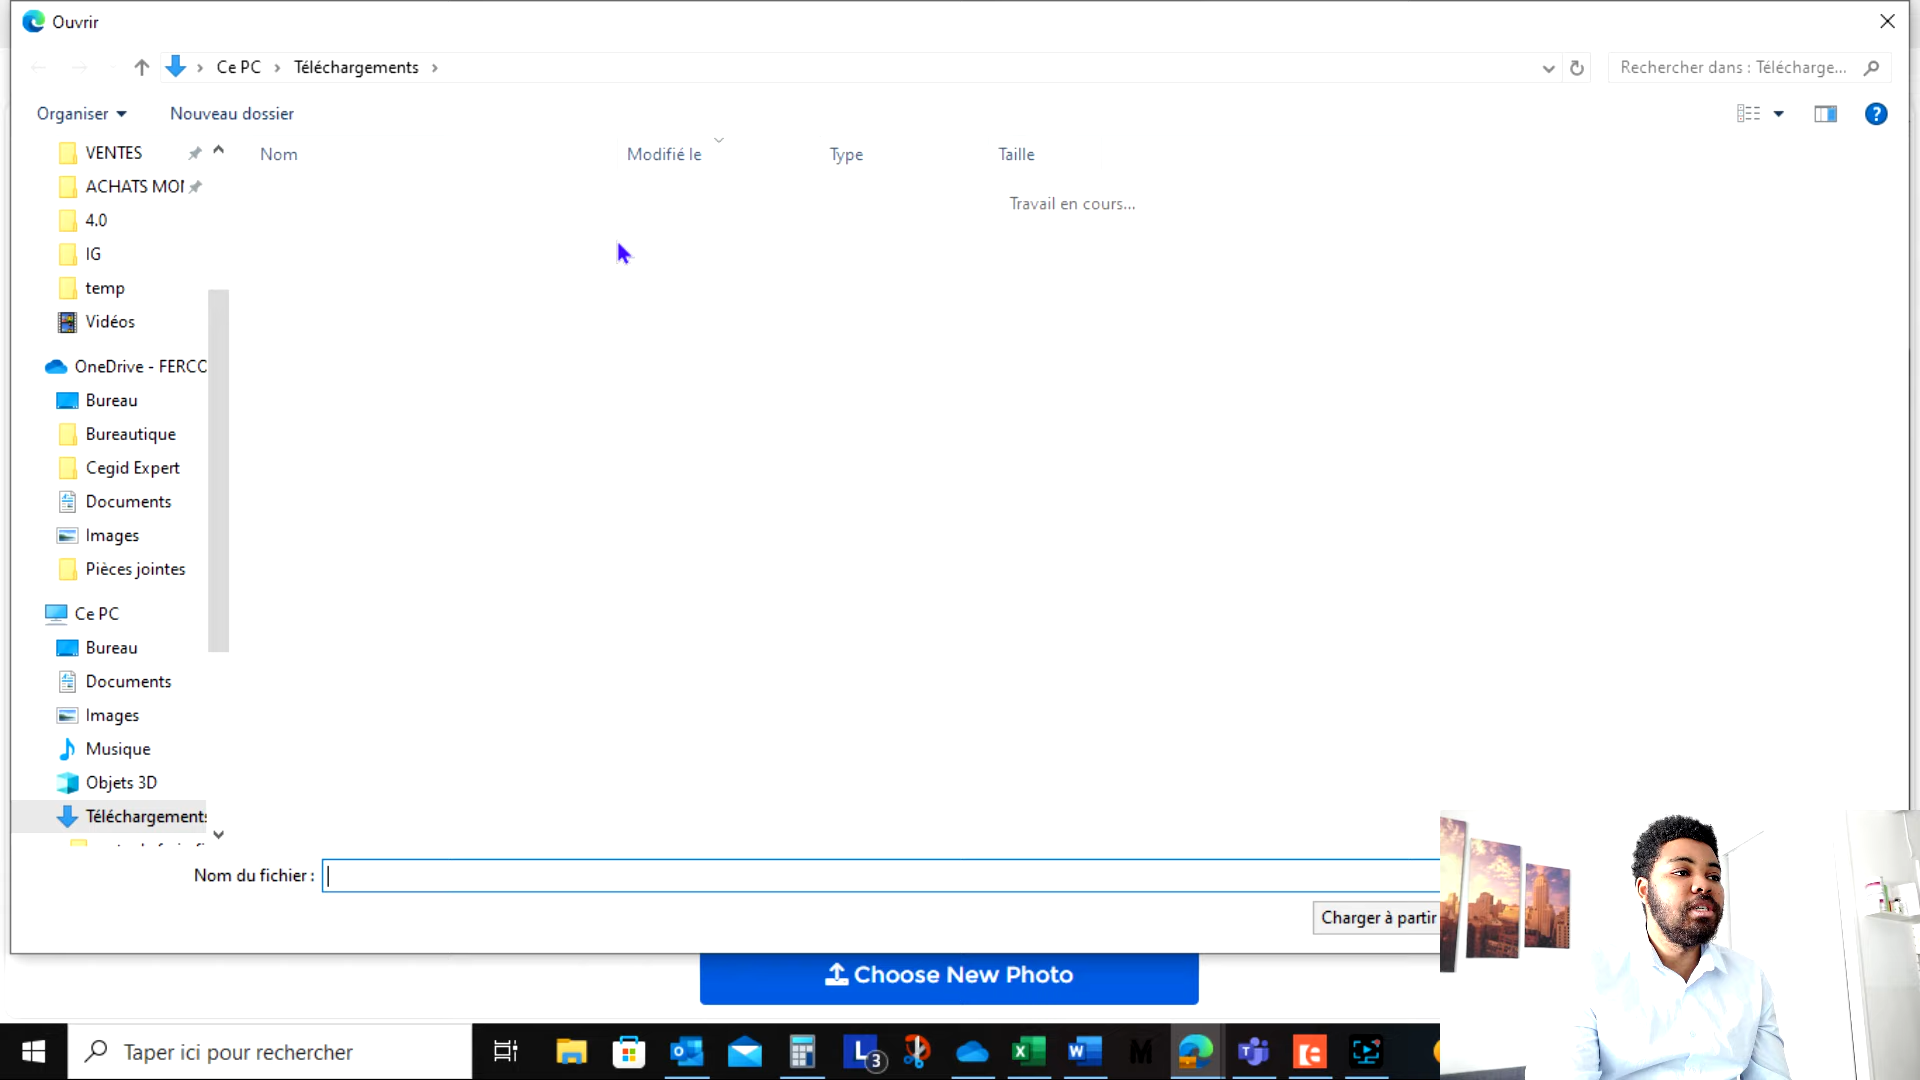 Ouvrir
Ce PC
Téléchargements
Rechercher dans : Télécharge...
Organiser
Nouveau dossier
?
Nom
Modifié le
Type
Taille
Travail en cours...
VENTES
ACHATS MOI
4.0
IG
temp
Vidéos
OneDrive - FERCO
Bureau
Bureautique
Cegid Expert
Documents
Images
Pièces jointes
Ce PC
Bureau
Documents
Images
Musique
Objets 3D
Téléchargements
Nom du fichier :
Charger à partir
Choose New Photo
Taper ici pour rechercher
L 3
M